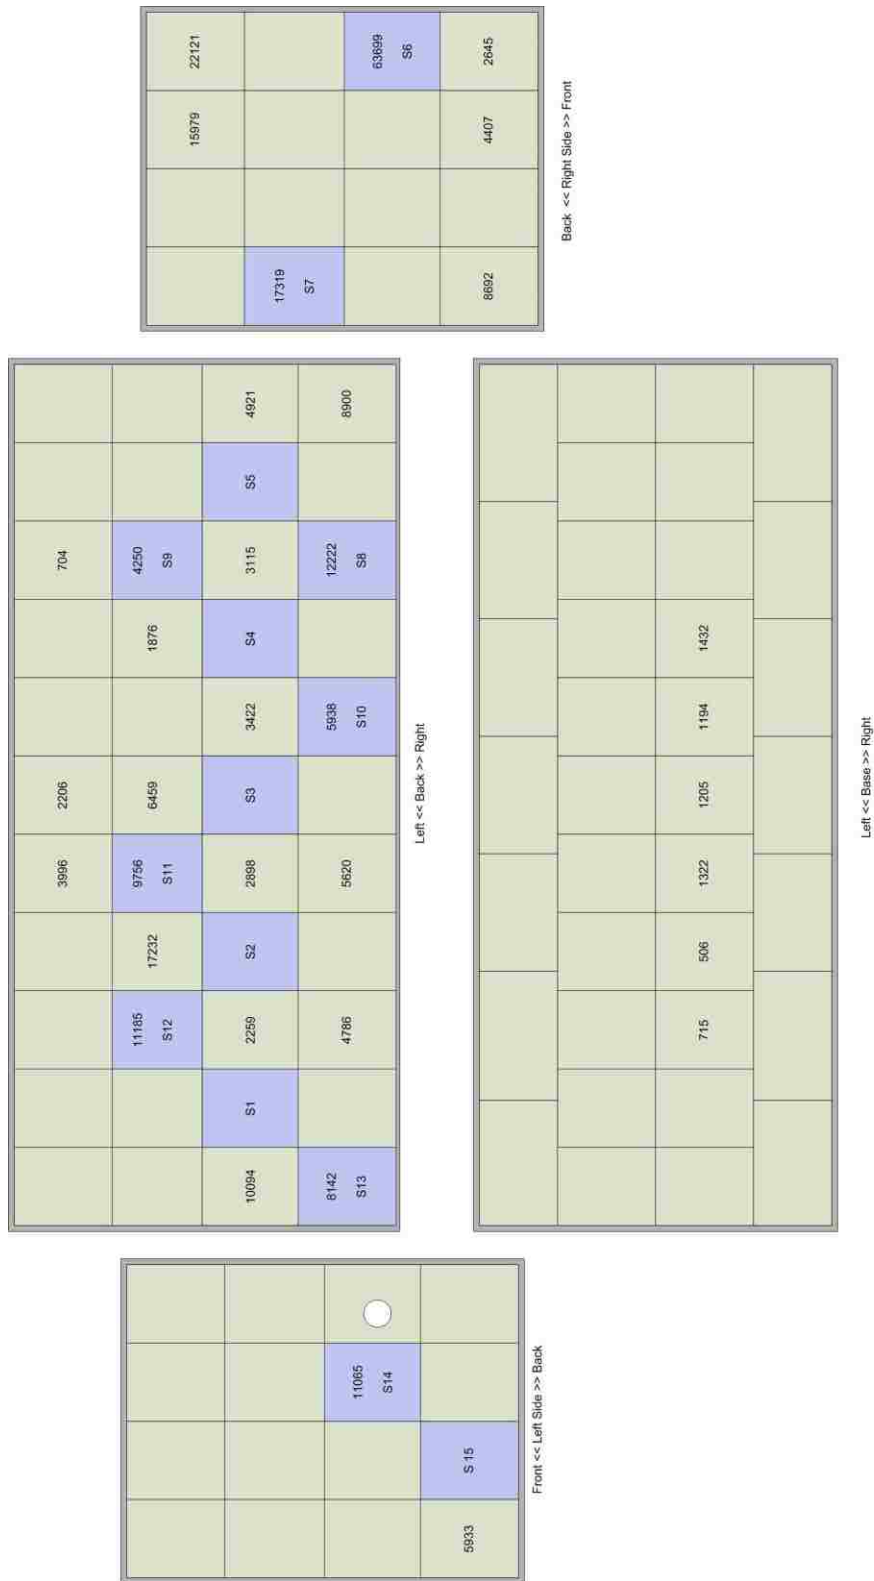 11065
S14
5933 S 15
Front << Left Side >> Back
3996 2206 704
11185 17232 9756 6459 1876 4250
S12 S11 S9
10094 S1 2259 S2 2898 S3 3422 S4 3115 S5 4921
8142 4786 5620 5938 12222 8900
S13 S10 S8
Left << Back >> Right
715 506 1322 1205 1194 1432
Left << Base >> Right
15979 22121
17319
S7
63699
S6
8692 4407 2645
Back << Right Side >> Front